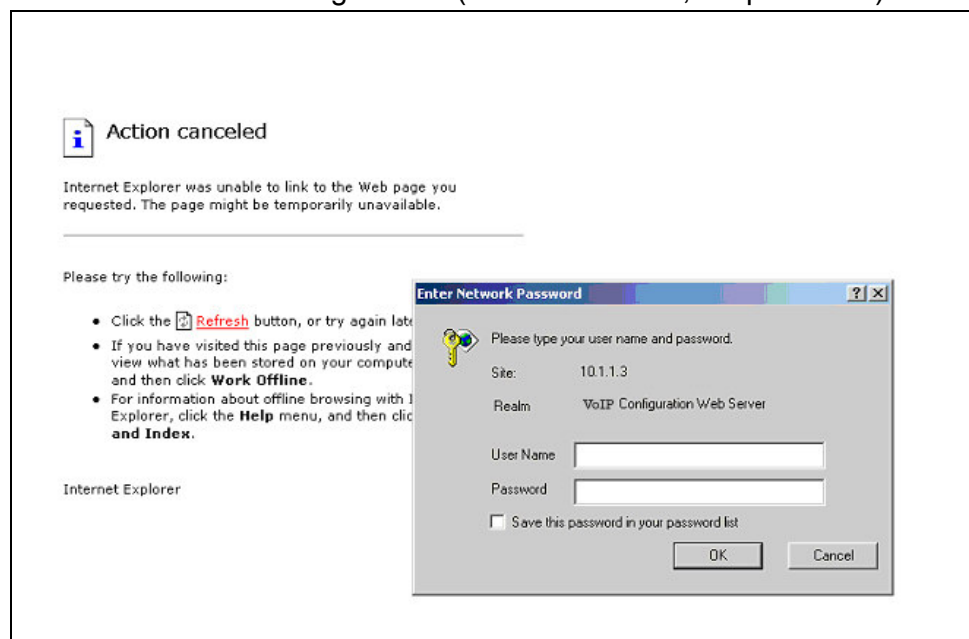 Action canceled
Internet Explorer was unable to link to the Web page you
requested. The page might be temporarily unavailable.
Please try the following:
Click the Refresh button, or try again late
If you have visited this page previously and
view what has been stored on your compute
and then click Work Offline.
For information about offline browsing with I
Explorer, click the Help menu, and then clic
and Index.
Internet Explorer
Enter Network Password
Please type your user name and password.
Site: 10.1.1.3
Realm VoIP Configuration Web Server
User Name
Password
Save this password in your password list
OK Cancel